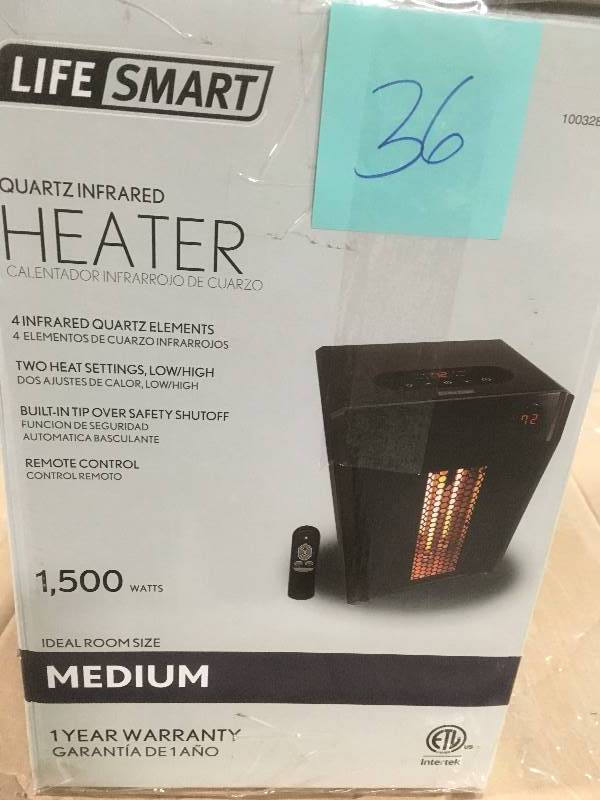 LIFE SMART
36
QUARTZ INFRARED
HEATER
CALENTADOR INFRARROJO DE CUARZO
4 INFRARED QUARTZ ELEMENTS
4 ELEMENTOS DE CUARZO INFRARROJOS
TWO HEAT SETTINGS, LOW/HIGH
DOS AJUSTES DE CALOR, LOW/HIGH
BUILT-IN TIP OVER SAFETY SHUTOFF
FUNCION DE SEGURIDAD
AUTOMATICA BASCULANTE
REMOTE CONTROL
CONTROL REMOTO
72
1,500 WATTS
IDEAL ROOM SIZE
MEDIUM
1 YEAR WARRANTY
GARANTÍA DE 1 AÑO
ETL US
Intertek